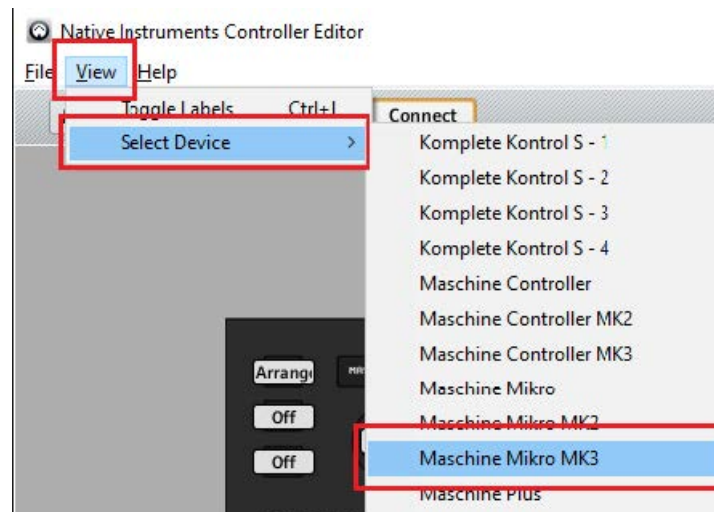 Native Instruments Controller Editor
File View Help
Toggle Labels Ctrl+L
Connect
Select Device >
Komplete Kontrol S - 1
Komplete Kontrol S - 2
Komplete Kontrol S - 3
Komplete Kontrol S - 4
Maschine Controller
Maschine Controller MK2
Maschine Controller MK3
Maschine Mikro
Maschine Mikro MK2
Maschine Mikro MK3
Maschine Plus
Arrang
Off
Off